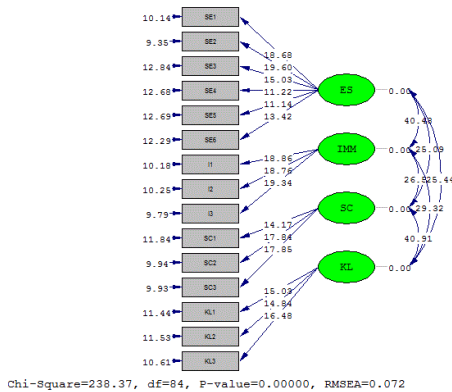 10.14 SE1
9.35 SE2
12.84 SE3
12.68 SE4
12.69 SE5
12.29 SE6
10.18 I1
10.25 I2
9.79 I3
11.84 SC1
9.94 SC2
9.93 SC3
11.44 KL1
11.53 KL2
10.61 KL3
18.68
19.60
15.03
11.22
11.14
13.42
18.86
18.76
19.34
14.17
17.84
17.85
15.03
14.84
16.48
ES 0.00
IMM 0.00
SC 0.00
KL 0.00
40.48
25.09
25.44
29.32
40.91
Chi-Square=238.37, df=84, P-value=0.00000, RMSEA=0.072